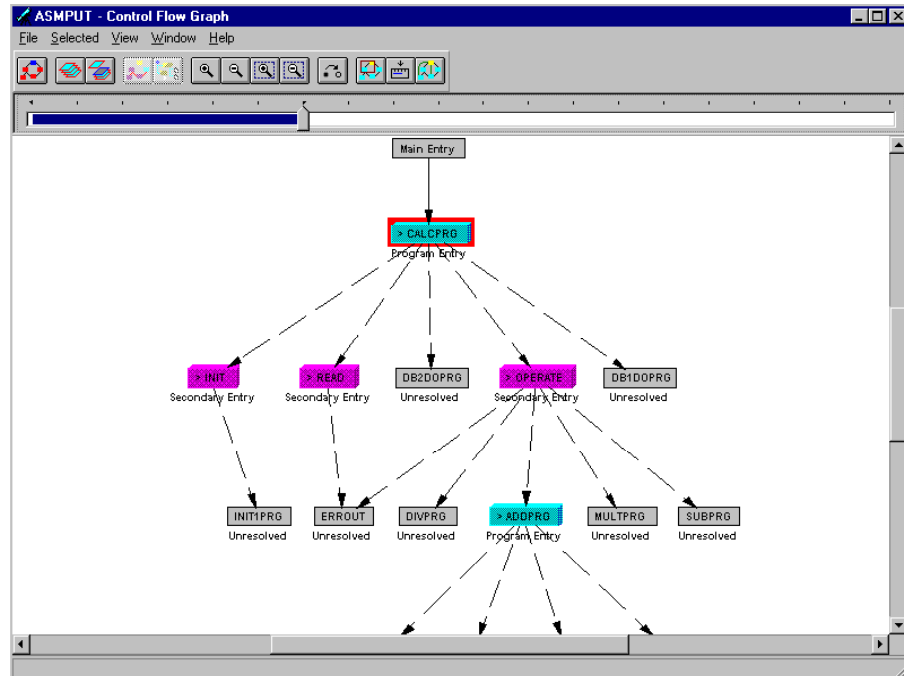 ASMPUT - Control Flow Graph
File Selected View Window Help
Main Entry
> CALCPRG
Program Entry
> INIT
Secondary Entry
> READ
Secondary Entry
DB2DOPRG
Unresolved
> OPERATE
Secondary Entry
DB1DOPRG
Unresolved
INIT1PRG
Unresolved
ERROUT
Unresolved
DIVPRG
Unresolved
> ADDPRG
Program Entry
MULTPRG
Unresolved
SUBPRG
Unresolved